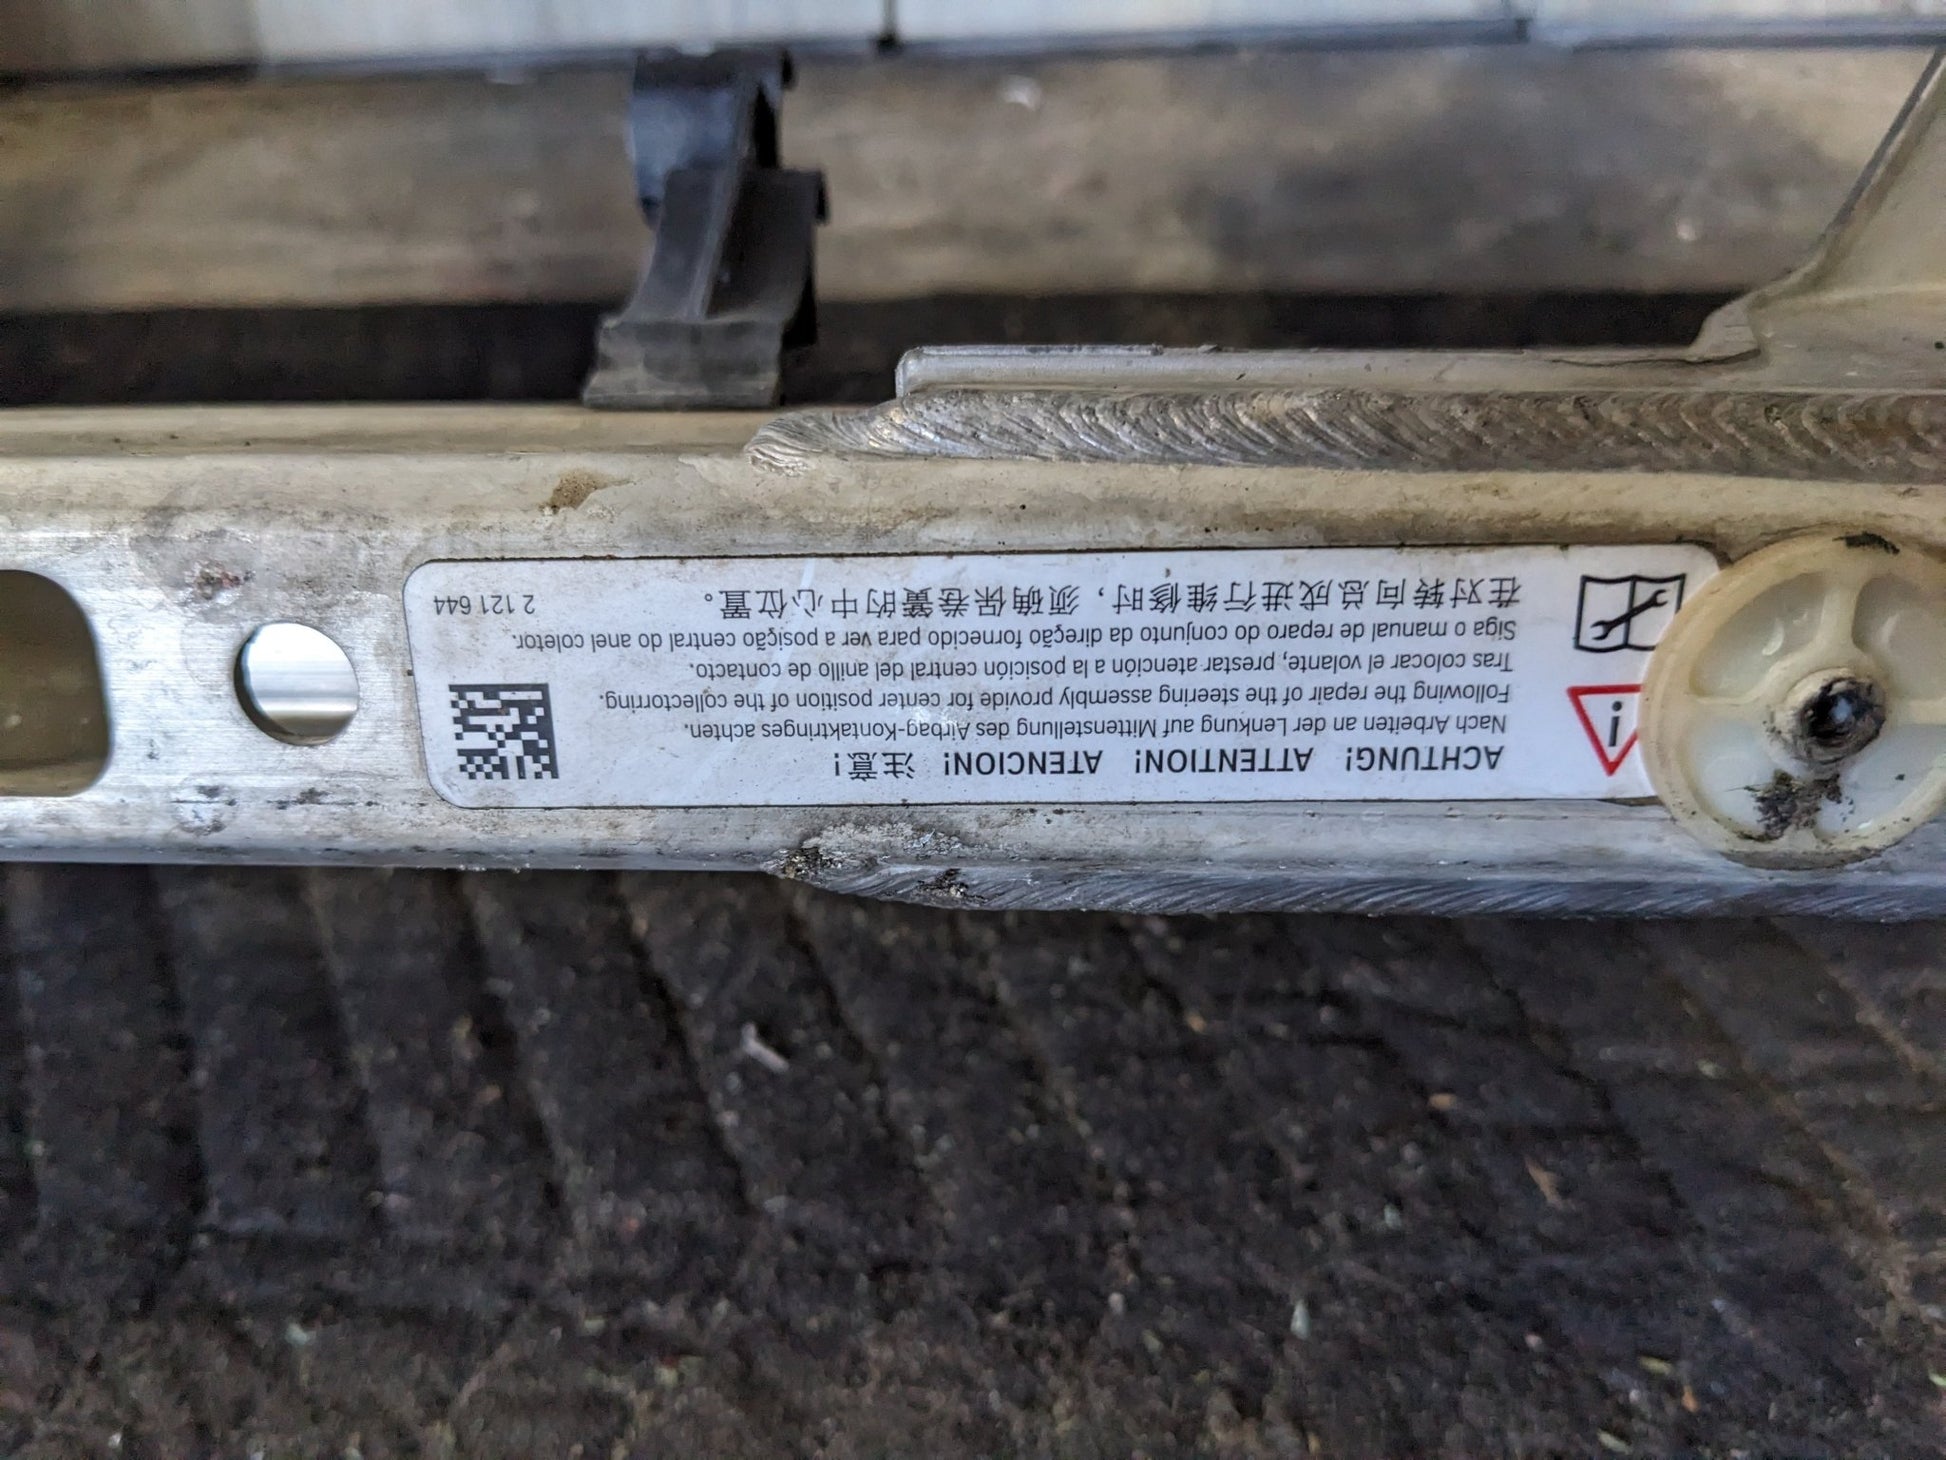 ACHTUNG! ATTENTION! ATENCION! 注意!
Nach Arbeiten an der Lenkung auf Mittenstellung des Airbag-Kontaktringes achten.
Following the repair of the steering assembly provide for center position of the collectorring.
Tras colocar el volante, prestar atención a la posición central del anillo de contacto.
Siga o manual de reparo do conjunto da direção fornecido para ver a posição central do anel coletor.
在对转向总成进行维修时，须确保卷簧的中心位置。
2 121 644